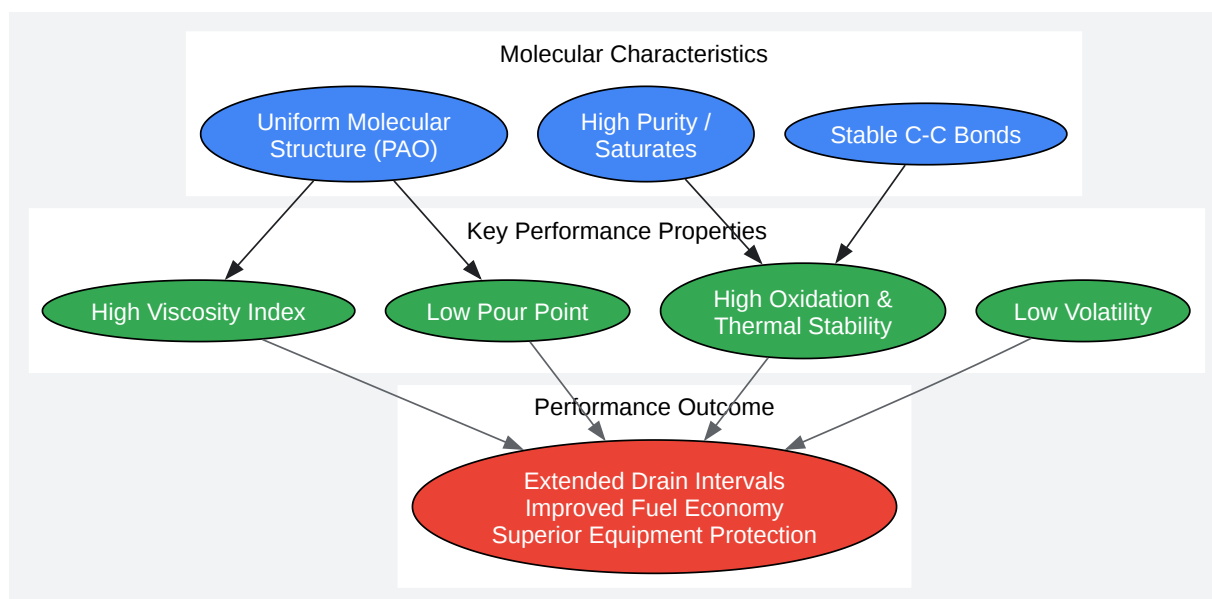 Molecular Characteristics
Uniform Molecular
Structure (PAO)
High Purity /
Saturates
Stable C-C Bonds
Key Performance Properties
High Viscosity Index
Low Pour Point
High Oxidation &
Thermal Stability
Low Volatility
Performance Outcome
Extended Drain Intervals
Improved Fuel Economy
Superior Equipment Protection